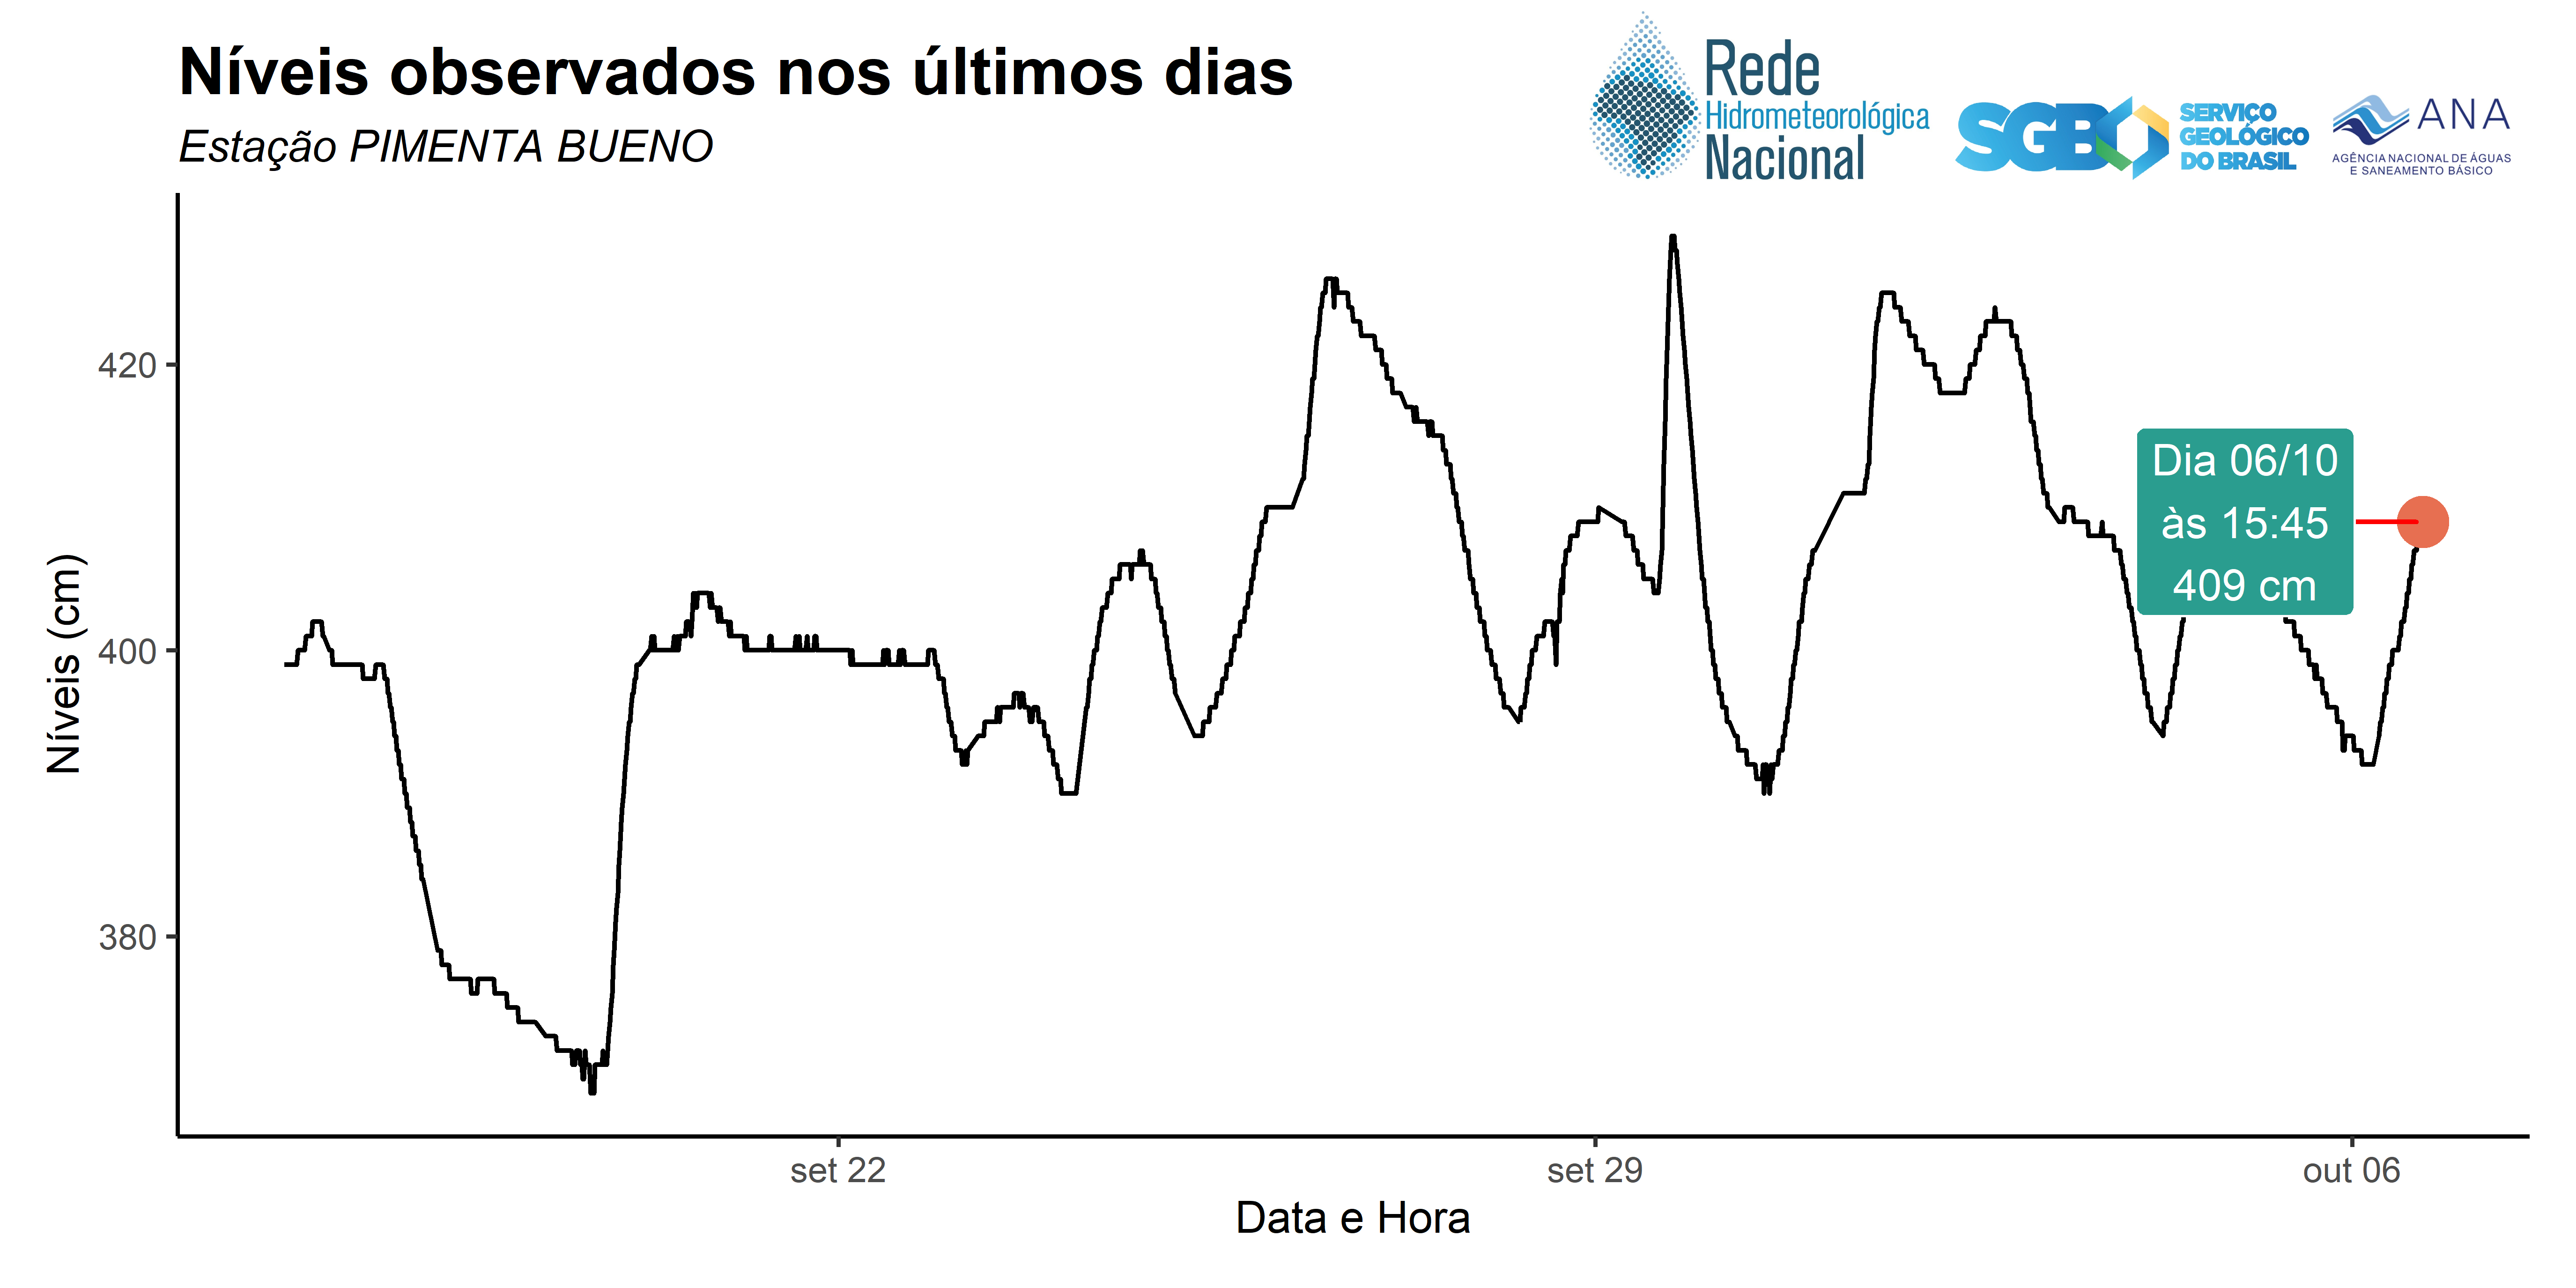 Níveis observados nos últimos dias
Estação PIMENTA BUENO
Rede
Hidrometeorológica
Nacional
SGB
SERVIÇO
GEOLÓGICO
DO BRASIL
ANA
AGÊNCIA NACIONAL DE ÁGUAS
E SANEAMENTO BÁSICO
Níveis (cm)
420
400
380
Dia 06/10
às 15:45
409 cm
set 22
set 29
out 06
Data e Hora